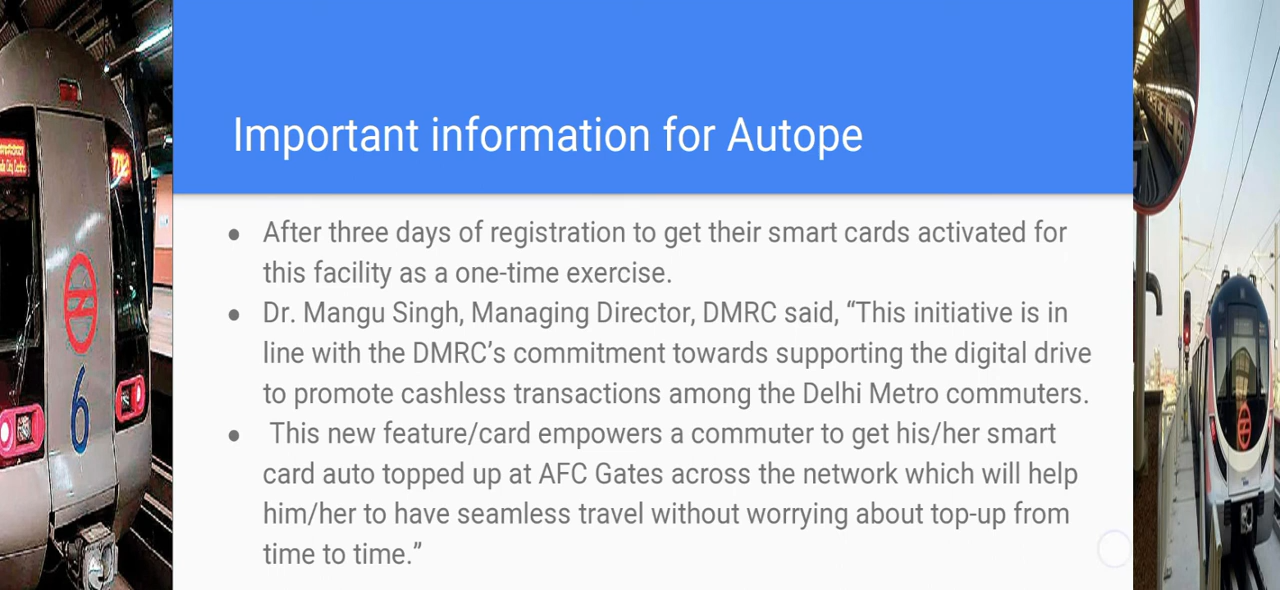 Important information for Autope
● After three days of registration to get their smart cards activated for
this facility as a one-time exercise.
● Dr. Mangu Singh, Managing Director, DMRC said, “This initiative is in
line with the DMRC’s commitment towards supporting the digital drive
to promote cashless transactions among the Delhi Metro commuters.
● This new feature/card empowers a commuter to get his/her smart
card auto topped up at AFC Gates across the network which will help
him/her to have seamless travel without worrying about top-up from
time to time.”
6